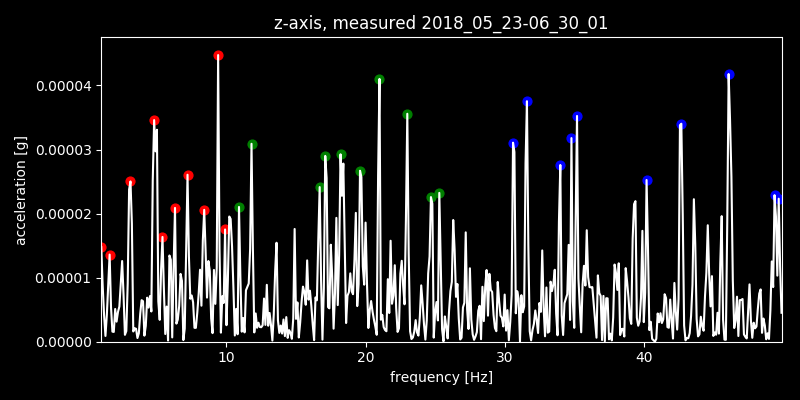 z-axis, measured 2018_05_23-06_30_01
acceleration [g]
0.00004
0.00003
0.00002
0.00001
0.00000
10 20 30 40
frequency [Hz]